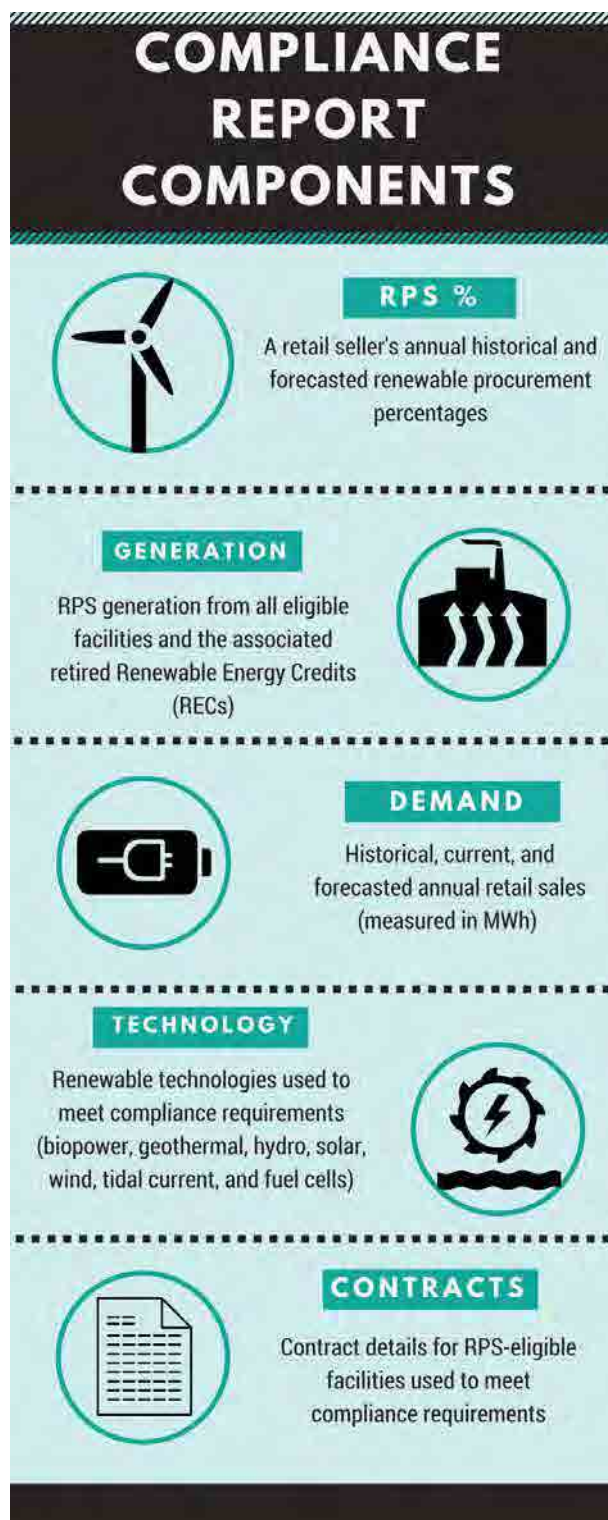 COMPLIANCE
REPORT
COMPONENTS
RPS %
A retail seller's annual historical and
forecasted renewable procurement
percentages
GENERATION
RPS generation from all eligible
facilities and the associated
retired Renewable Energy Credits
(RECs)
DEMAND
Historical, current, and
forecasted annual retail sales
(measured in MWh)
TECHNOLOGY
Renewable technologies used to
meet compliance requirements
(biopower, geothermal, hydro, solar,
wind, tidal current, and fuel cells)
CONTRACTS
Contract details for RPS-eligible
facilities used to meet
compliance requirements